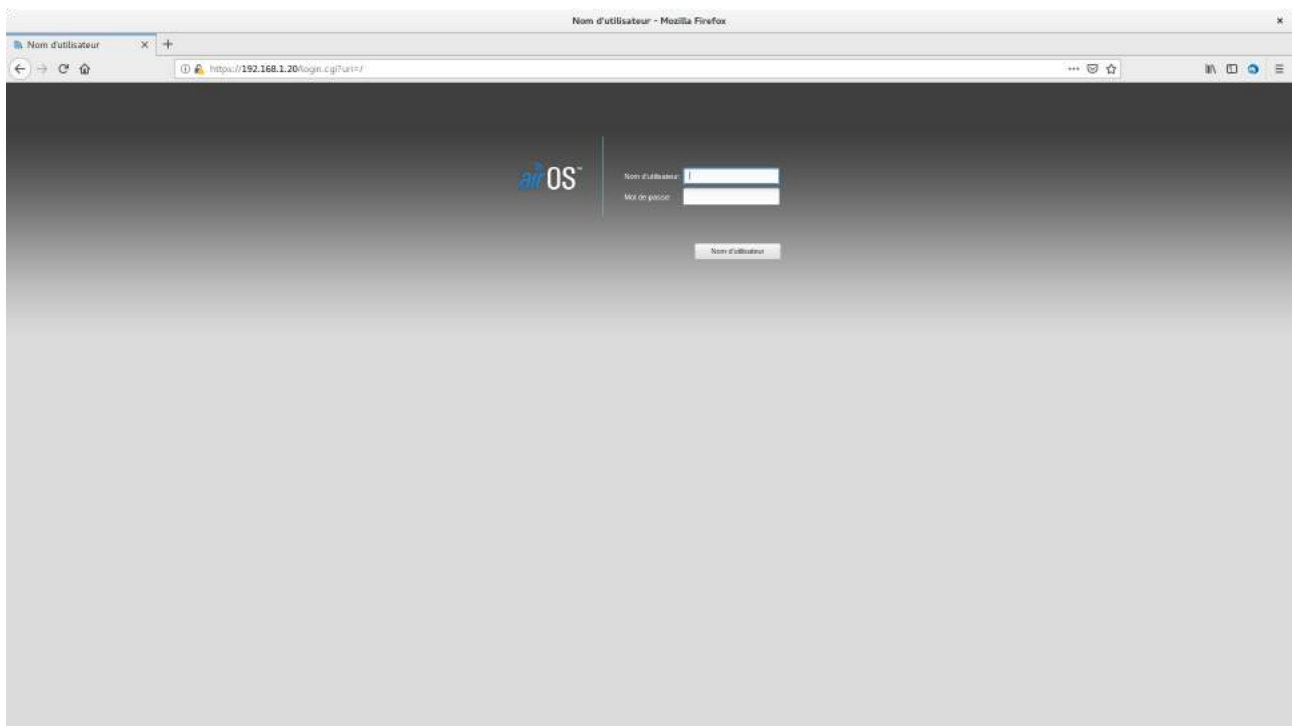 Nom d'utilisateur - Mozilla Firefox
Nom d'utilisateur
https://192.168.1.20/login.cgi?uri=/
airOS™
Nom d'utilisateur:
Mot de passe:
Nom d'utilisateur